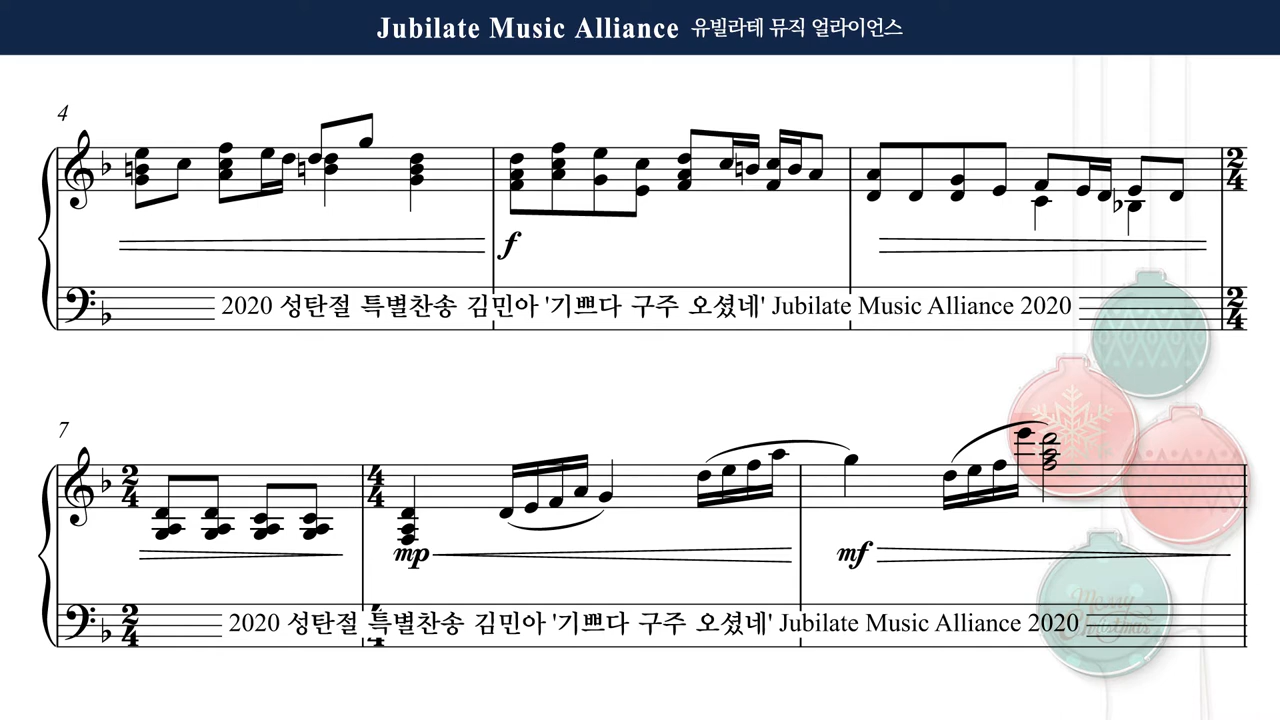 Jubilate Music Alliance 유빌라테 뮤직 얼라이언스
4
f
2020 성탄절 특별찬송 김민아 '기쁘다 구주 오셨네' Jubilate Music Alliance 2020
7
mp
mf
2020 성탄절 특별찬송 김민아 '기쁘다 구주 오셨네' Jubilate Music Alliance 2020
Merry
Christmas